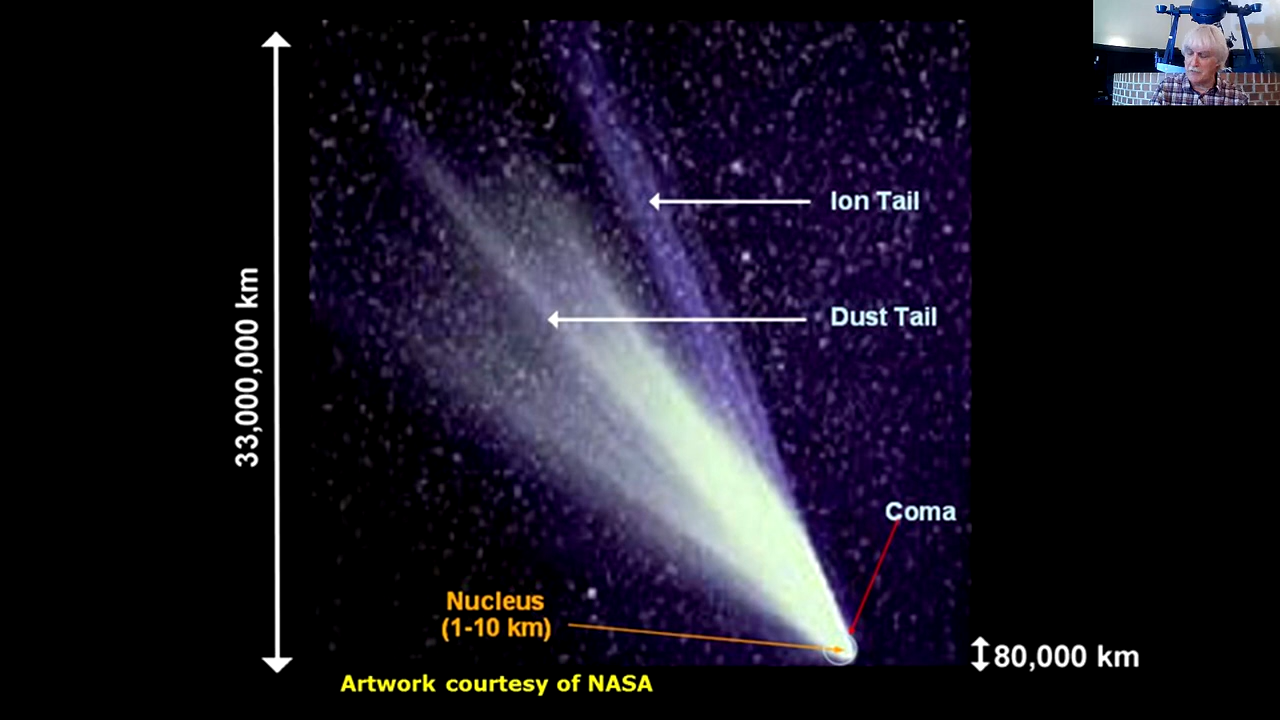 33,000,000 km
Ion Tail
Dust Tail
Coma
Nucleus
(1-10 km)
80,000 km
Artwork courtesy of NASA